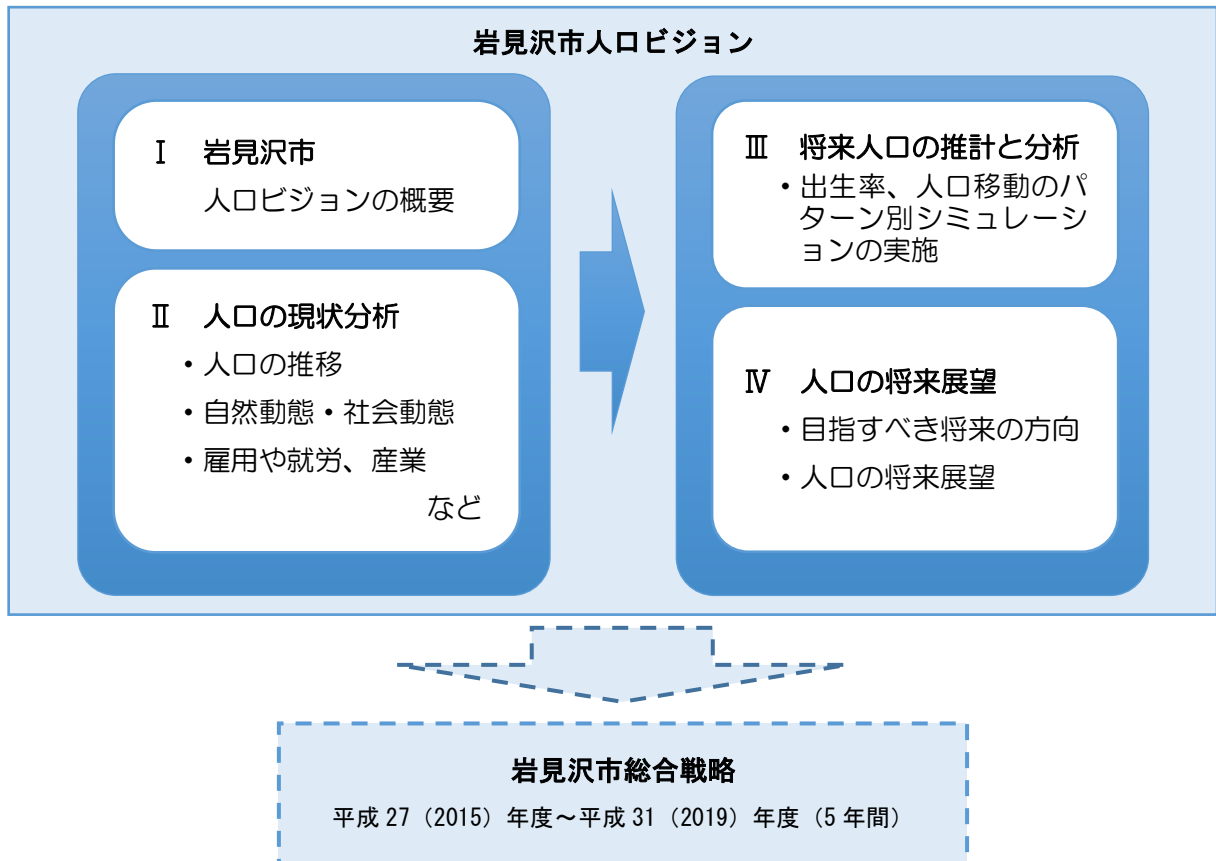 岩見沢市人口ビジョン
Ⅰ 岩見沢市
人口ビジョンの概要
Ⅱ 人口の現状分析
・人口の推移
・自然動態・社会動態
・雇用や就労、産業
など
Ⅲ 将来人口の推計と分析
・出生率、人口移動のパ
ターン別シミュレーシ
ョンの実施
Ⅳ 人口の将来展望
・目指すべき将来の方向
・人口の将来展望
岩見沢市総合戦略
平成 27（2015）年度～平成 31（2019）年度（5 年間）